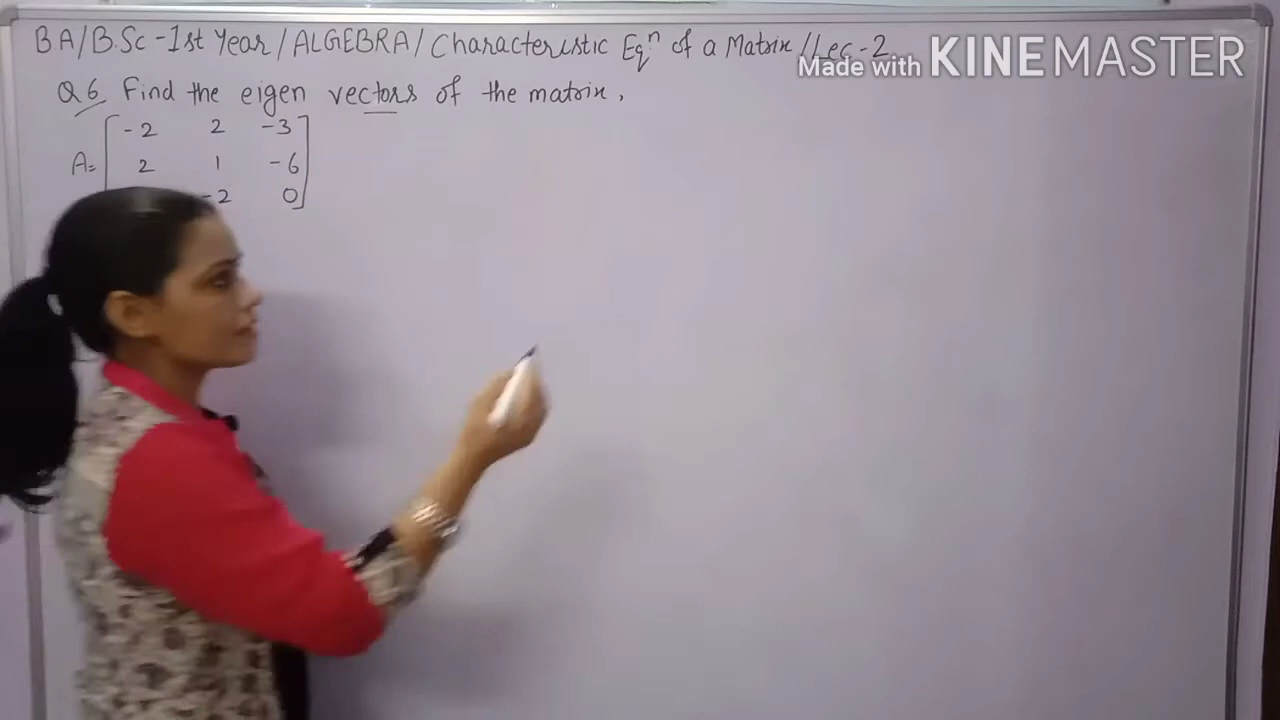 BA/B.Sc-1st Year/ALGEBRA/Characteristic Eqⁿ of a Matrix//Lec-2
Made with KINEMASTER
Q6 Find the eigen vectors of the matrix,
-2 2 -3
A= 2 1 -6
-2 0